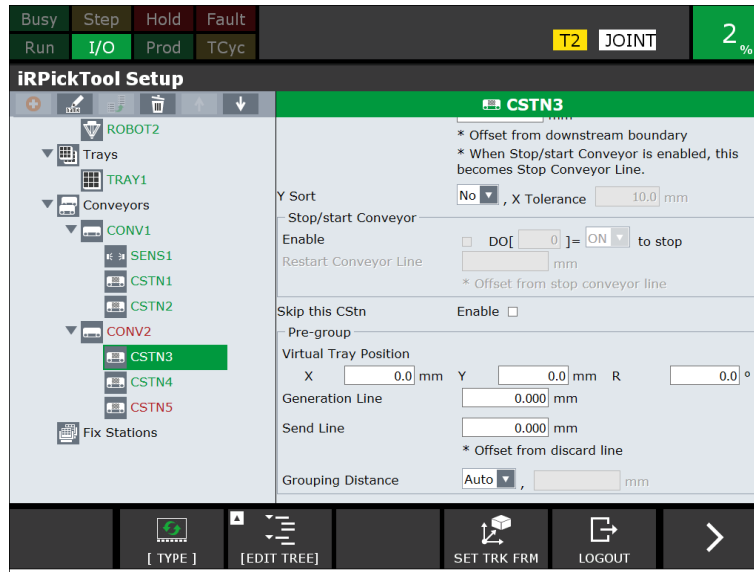 Busy Step Hold Fault
Run I/O Prod TCyc
T2 JOINT 2 %
iRPickTool Setup
CSTN3
ROBOT2
Trays
TRAY1
Conveyors
CONV1
SENS1
CSTN1
CSTN2
CONV2
CSTN3
CSTN4
CSTN5
Fix Stations
* Offset from downstream boundary
* When Stop/start Conveyor is enabled, this
becomes Stop Conveyor Line.
Y Sort No , X Tolerance 10.0 mm
Stop/start Conveyor
Enable DO[ 0 ]= ON to stop
Restart Conveyor Line mm
* Offset from stop conveyor line
Skip this CStn Enable
Pre-group
Virtual Tray Position
X 0.0 mm Y 0.0 mm R 0.0 °
Generation Line 0.000 mm
Send Line 0.000 mm
* Offset from discard line
Grouping Distance Auto , mm
[ TYPE ] [EDIT TREE] SET TRK FRM LOGOUT